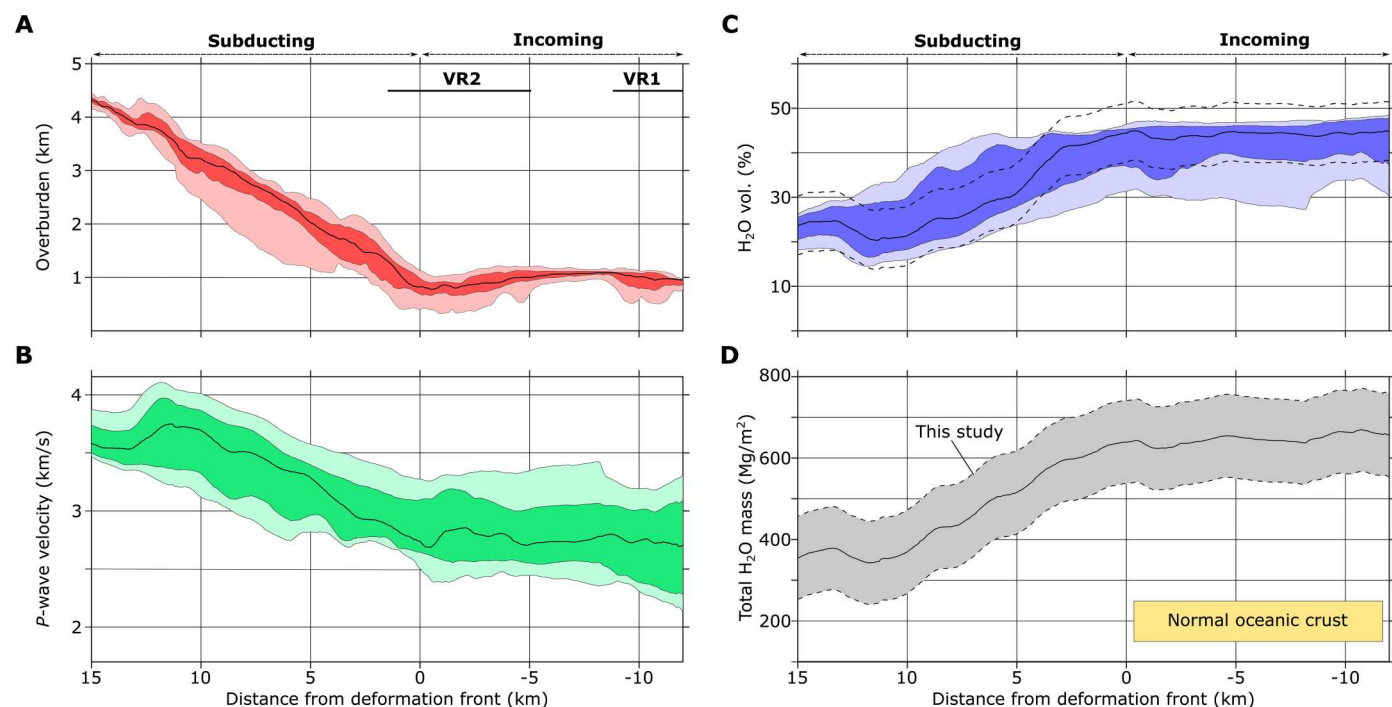 A
Subducting
Incoming
5
VR2
VR1
4
3
2
1
Overburden (km)
B
4
3
2
P-wave velocity (km/s)
15
10
5
0
-5
-10
Distance from deformation front (km)
C
Subducting
Incoming
50
30
10
H₂O vol. (%)
D
800
600
400
200
Total H₂O mass (Mg/m²)
This study
Normal oceanic crust
15
10
5
0
-5
-10
Distance from deformation front (km)